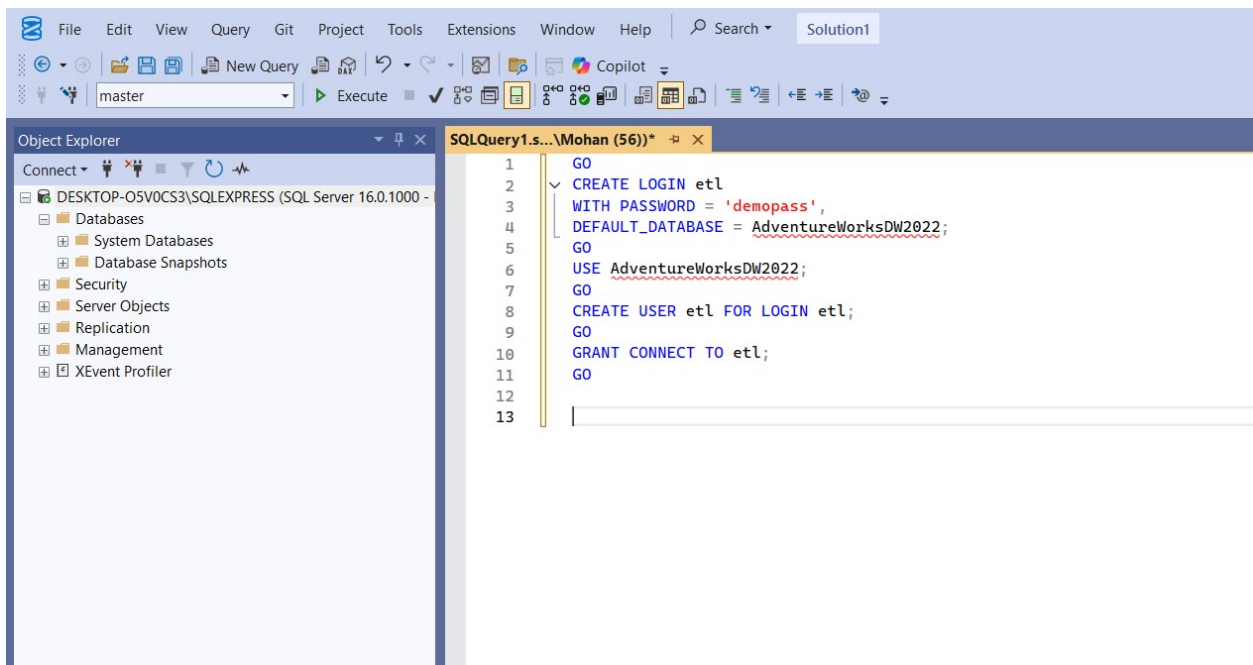 File Edit View Query Git Project Tools Extensions Window Help Search Solution1
New Query DAX Copilot
master Execute
Object Explorer
Connect
DESKTOP-O5V0CS3\SQLEXPRESS (SQL Server 16.0.1000 -
Databases
System Databases
Database Snapshots
Security
Server Objects
Replication
Management
XEvent Profiler
SQLQuery1.s...\Mohan (56))*
1 GO
2 CREATE LOGIN etl
3 WITH PASSWORD = 'demopass',
4 DEFAULT_DATABASE = AdventureWorksDW2022;
5 GO
6 USE AdventureWorksDW2022;
7 GO
8 CREATE USER etl FOR LOGIN etl;
9 GO
10 GRANT CONNECT TO etl;
11 GO
12
13